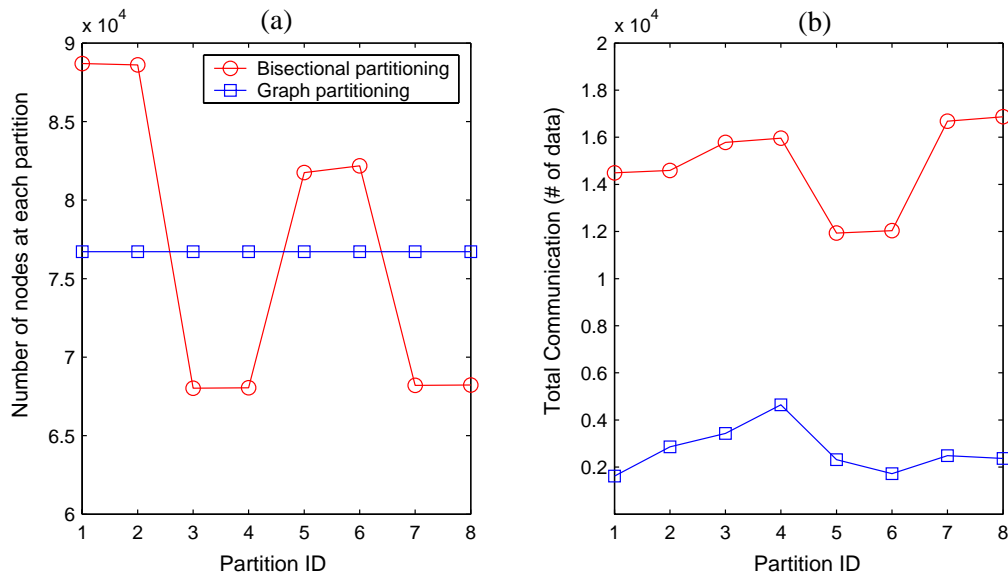 (a)
x 10^4
9
8.5
8
7.5
7
6.5
6
1 2 3 4 5 6 7 8
Partition ID
Number of nodes at each partition
Bisectional partitioning
Graph partitioning
(b)
x 10^4
2
1.8
1.6
1.4
1.2
1
0.8
0.6
0.4
0.2
1 2 3 4 5 6 7 8
Partition ID
Total Communication (# of data)